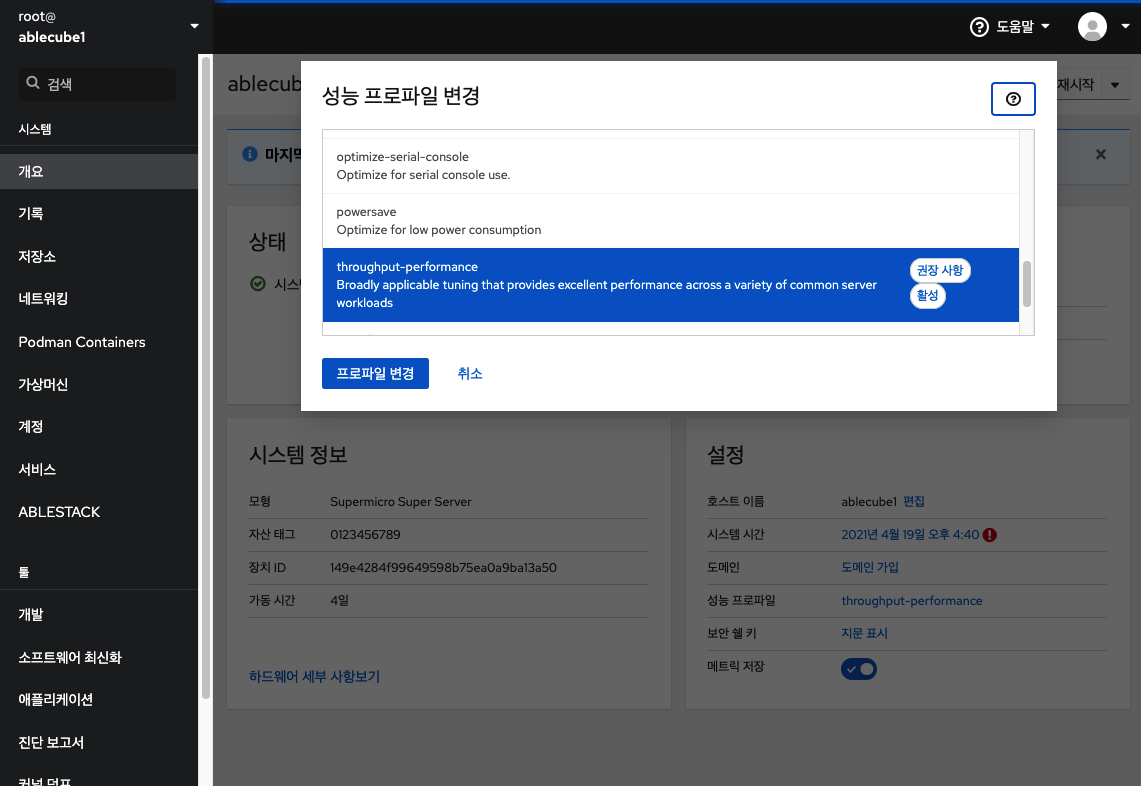 root@
ablecube1
도움말
검색
시스템
개요
기록
저장소
네트워킹
Podman Containers
가상머신
계정
서비스
ABLESTACK
툴
개발
소프트웨어 최신화
애플리케이션
진단 보고서
커널 덤프
재시작
성능 프로파일 변경
optimize-serial-console
Optimize for serial console use.
powersave
Optimize for low power consumption
throughput-performance
Broadly applicable tuning that provides excellent performance across a variety of common server
workloads
권장 사항
활성
프로파일 변경
취소
상태
시스템 정보
모형 Supermicro Super Server
자산 태그 0123456789
장치 ID 149e4284f99649598b75ea0a9ba13a50
가동 시간 4일
하드웨어 세부 사항보기
설정
호스트 이름 ablecube1 편집
시스템 시간 2021년 4월 19일 오후 4:40
도메인 도메인 가입
성능 프로파일 throughput-performance
보안 쉘 키 지문 표시
메트릭 저장